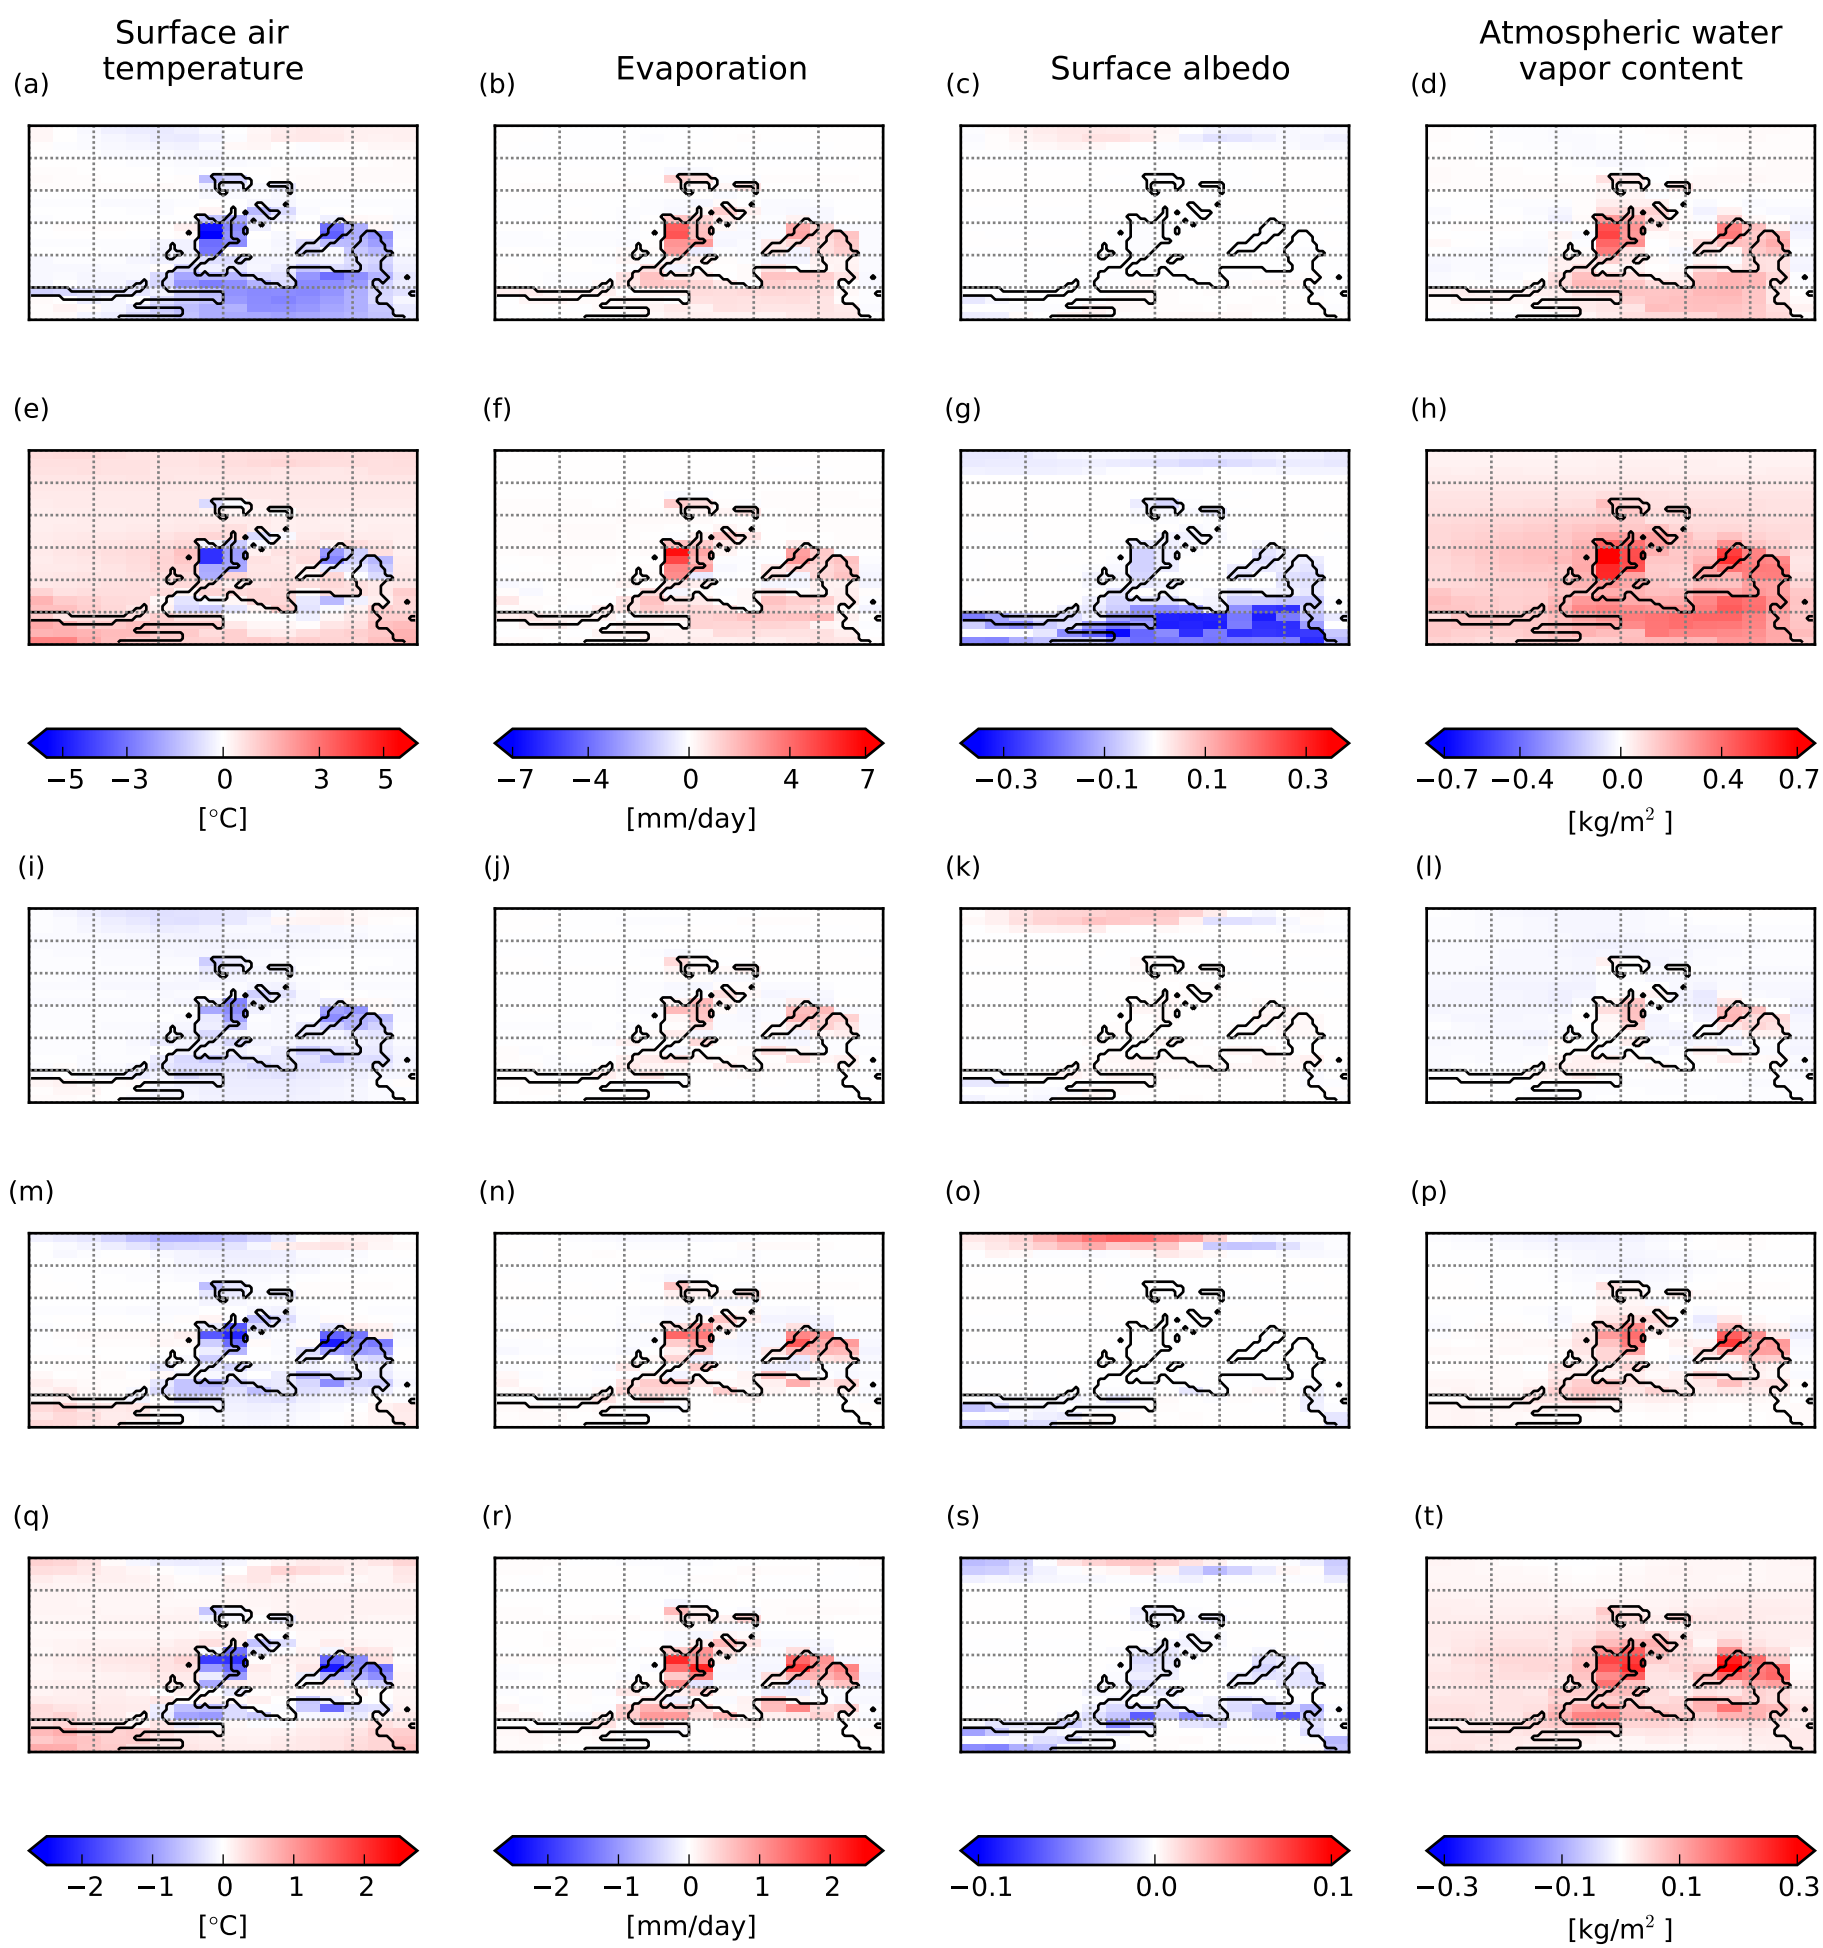 Surface air
temperature
Evaporation
Surface albedo
Atmospheric water
vapor content
(a)
(b)
(c)
(d)
(e)
(f)
(g)
(h)
−5 −3 0 3 5
[°C]
−7 −4 0 4 7
[mm/day]
−0.3 −0.1 0.1 0.3
−0.7 −0.4 0.0 0.4 0.7
[kg/m² ]
(i)
(j)
(k)
(l)
(m)
(n)
(o)
(p)
(q)
(r)
(s)
(t)
−2 −1 0 1 2
[°C]
−2 −1 0 1 2
[mm/day]
−0.1 0.0 0.1
−0.3 −0.1 0.1 0.3
[kg/m² ]